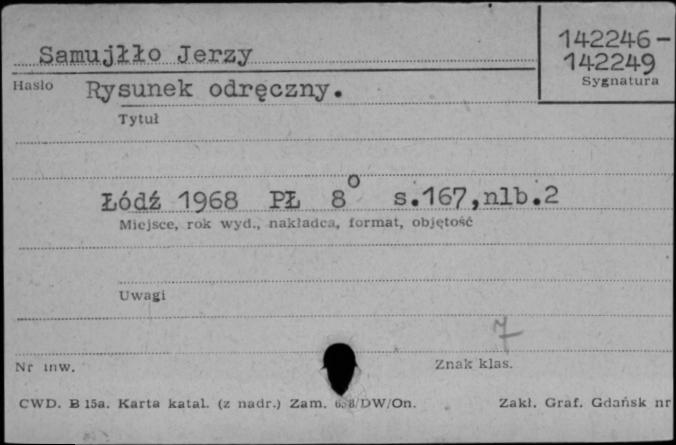 142246-
Samujłło Jerzy
142249
Sygnatura
Hasło
Rysunek odręczny.
Tytuł
Łódź 1968 PŁ 8° s.167,nlb.2
Miejsce, rok wyd., nakładca, format, objętość
Uwagi
7
Nr inw.
Znak klas.
CWD. B 15a. Karta katal. (z nadr.) Zam. /DW/On. Zakł. Graf. Gdańsk nr